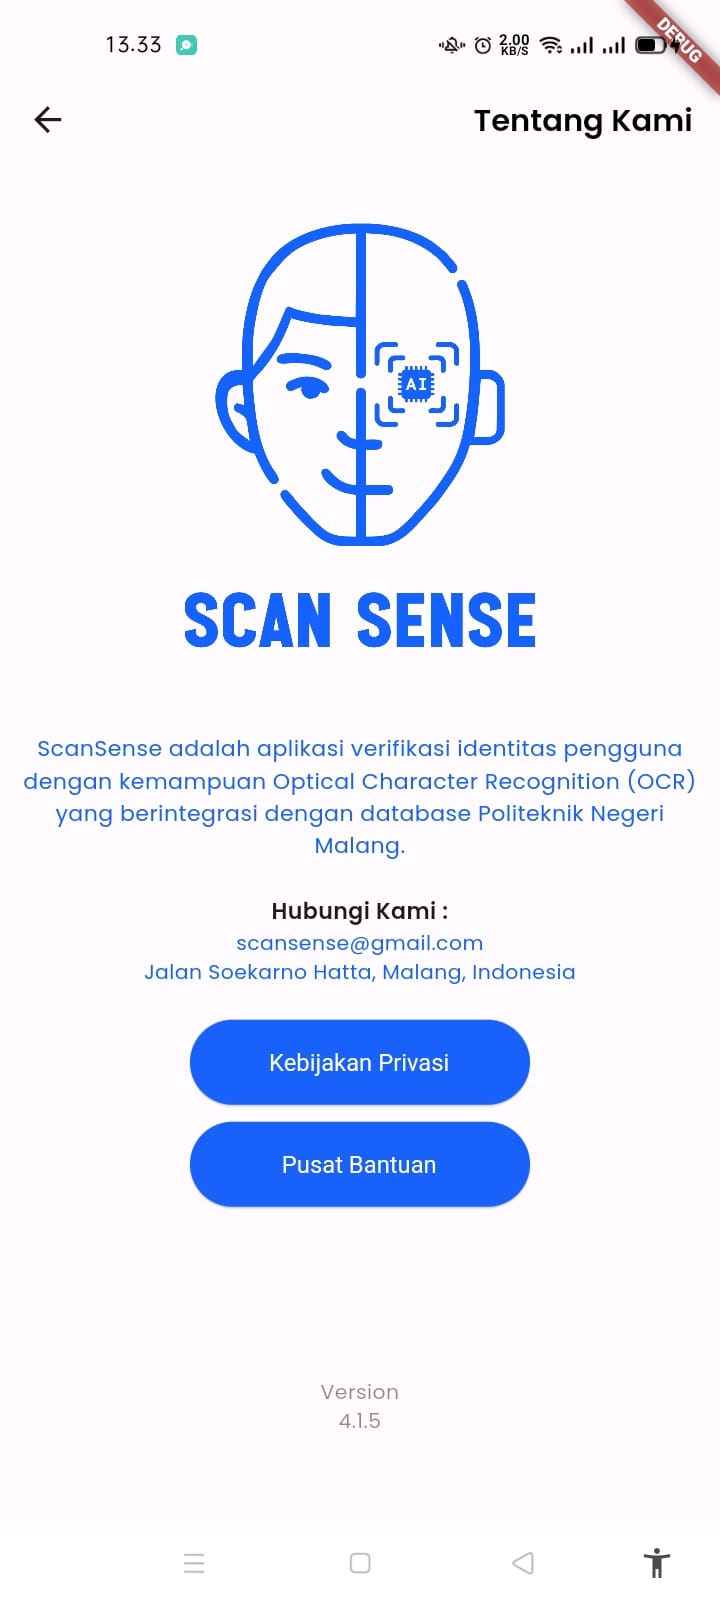 13.33
2.00
KB/S
DEBUG
Tentang Kami
AI
SCAN SENSE
ScanSense adalah aplikasi verifikasi identitas pengguna
dengan kemampuan Optical Character Recognition (OCR)
yang berintegrasi dengan database Politeknik Negeri
Malang.
Hubungi Kami :
scansense@gmail.com
Jalan Soekarno Hatta, Malang, Indonesia
Kebijakan Privasi
Pusat Bantuan
Version
4.1.5